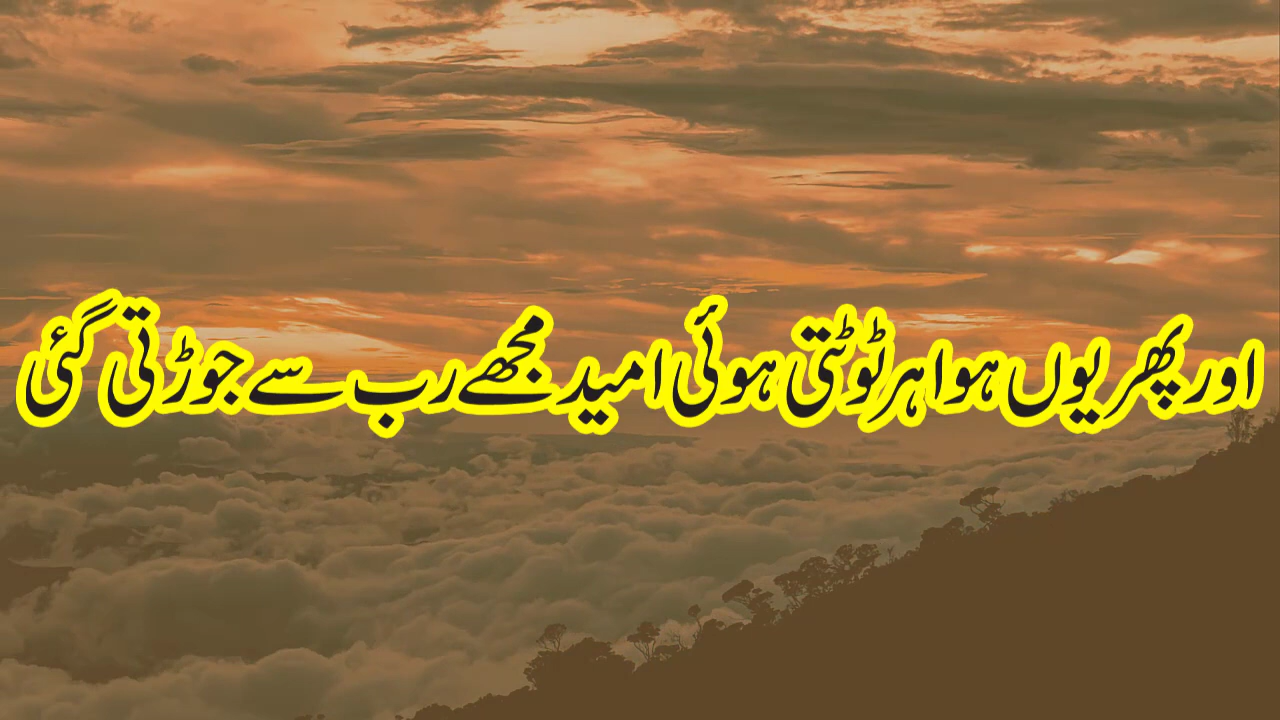 اور پھر یوں ہوا ہر ٹوٹتی ہوئی امید مجھے رب سے جوڑتی گئی